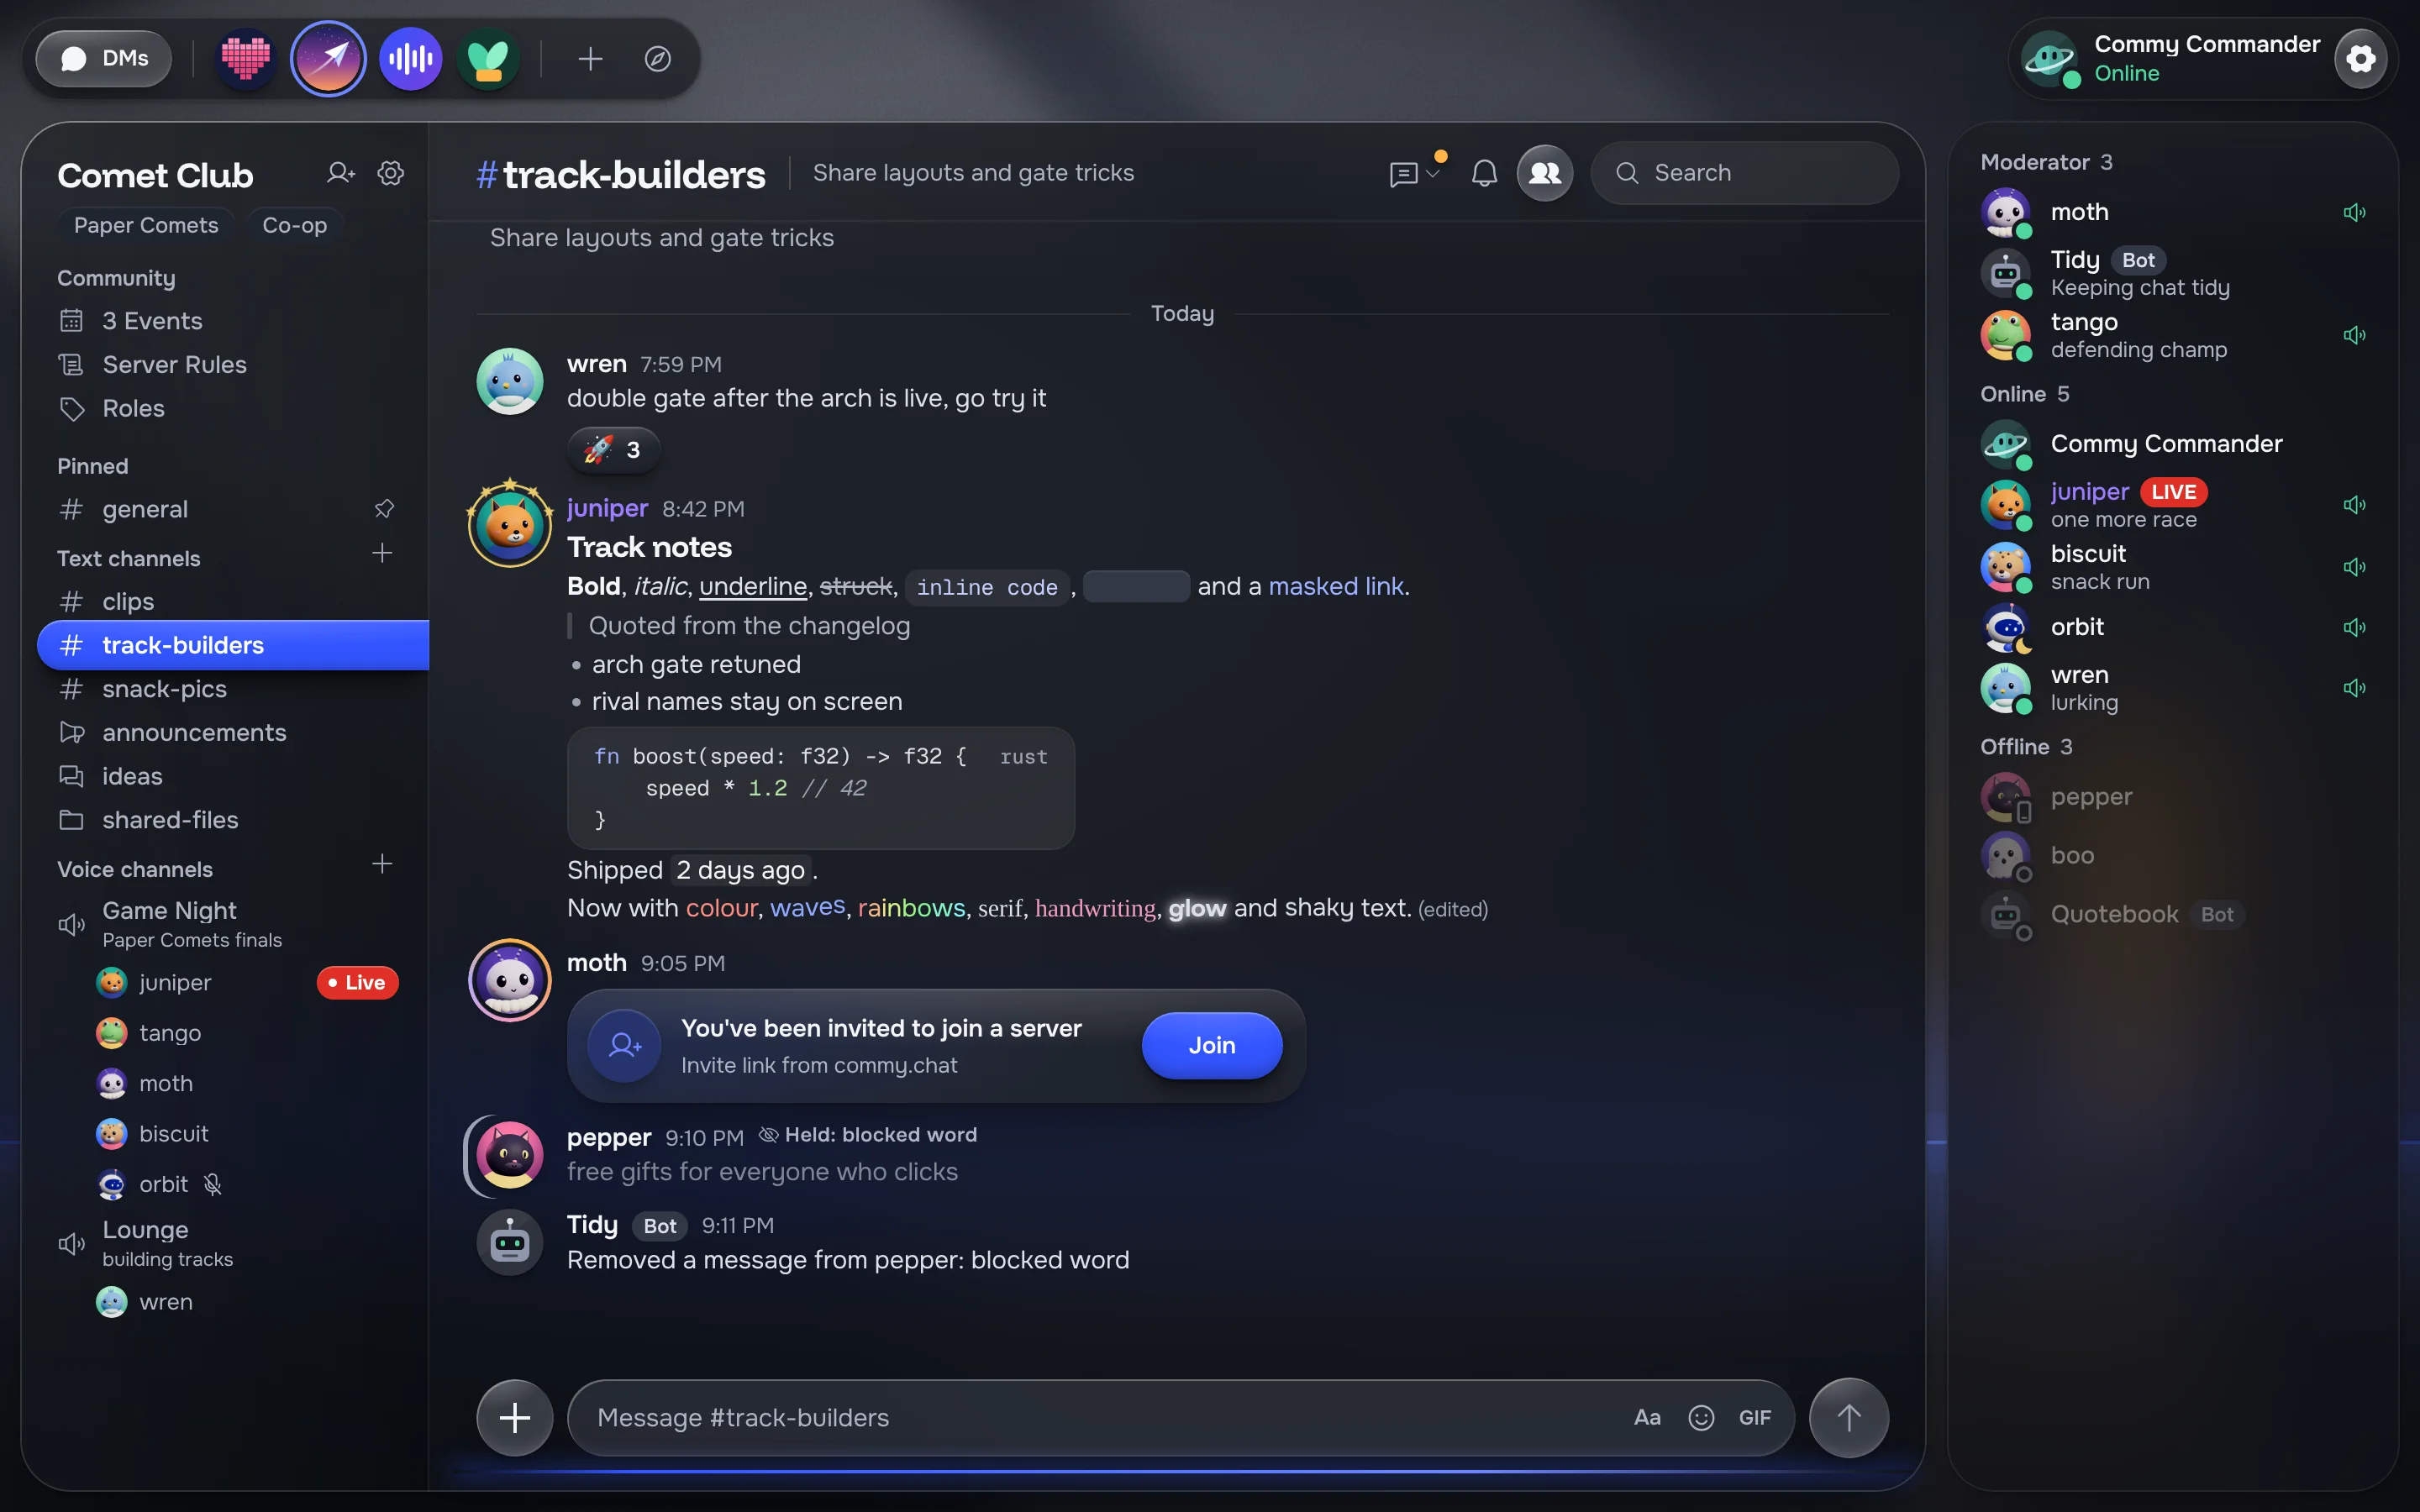 DMs
Commy Commander
Online
Comet Club
Paper Comets
Co-op
Community
3 Events
Server Rules
Roles
Pinned
# general
Text channels
# clips
# track-builders
# snack-pics
announcements
ideas
shared-files
Voice channels
Game Night
Paper Comets finals
juniper
Live
tango
moth
biscuit
orbit
Lounge
building tracks
wren
#track-builders
Share layouts and gate tricks
Search
Share layouts and gate tricks
Today
wren 7:59 PM
double gate after the arch is live, go try it
🚀 3
juniper 8:42 PM
Track notes
Bold, italic, underline, struck, inline code, and a masked link.
Quoted from the changelog
• arch gate retuned
• rival names stay on screen
fn boost(speed: f32) -> f32 { rust
speed * 1.2 // 42
}
Shipped 2 days ago.
Now with colour, waves, rainbows, serif, handwriting, glow and shaky text. (edited)
moth 9:05 PM
You've been invited to join a server
Invite link from commy.chat
Join
pepper 9:10 PM Held: blocked word
free gifts for everyone who clicks
Tidy Bot 9:11 PM
Removed a message from pepper: blocked word
Message #track-builders
Aa
GIF
Moderator 3
moth
Tidy Bot
Keeping chat tidy
tango
defending champ
Online 5
Commy Commander
juniper LIVE
one more race
biscuit
snack run
orbit
wren
lurking
Offline 3
pepper
boo
Quotebook Bot